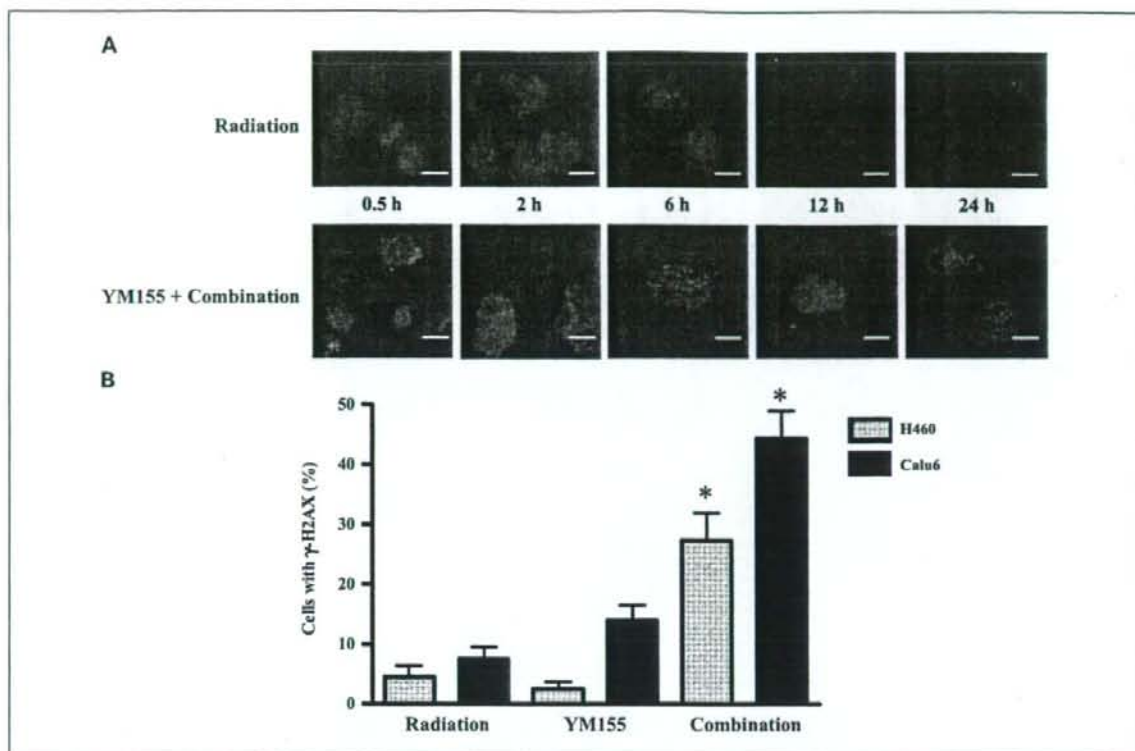 A
Radiation
0.5 h 2 h 6 h 12 h 24 h
YM155 + Combination
B
Cells with γ-H2AX (%)
50
40
30
20
10
0
*
*
H460
Calu6
Radiation YM155 Combination